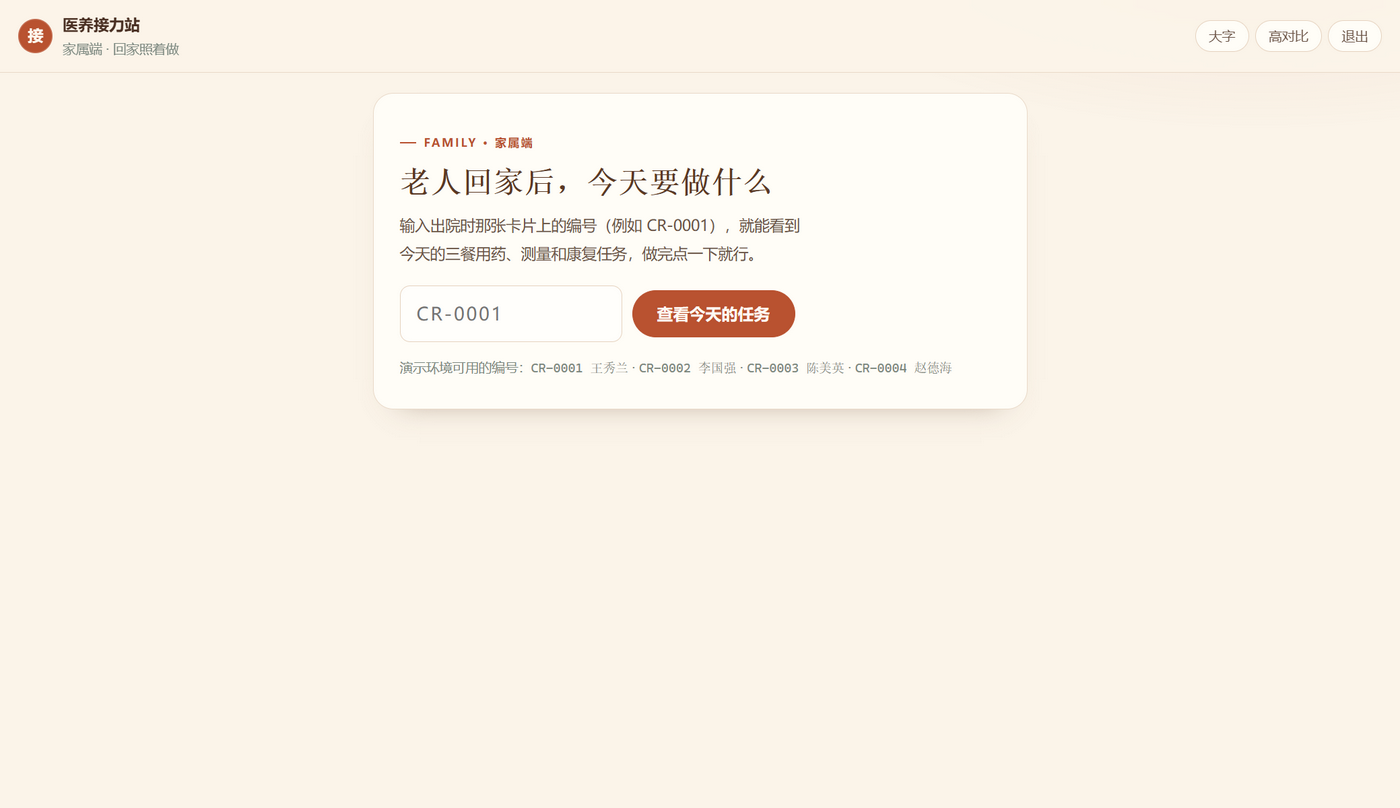 接
医养接力站
家属端 · 回家照着做
大字
高对比
退出
FAMILY • 家属端
老人回家后，今天要做什么
输入出院时那张卡片上的编号（例如 CR-0001），就能看到
今天的三餐用药、测量和康复任务，做完点一下就行。
CR-0001
查看今天的任务
演示环境可用的编号：CR-0001 王秀兰 · CR-0002 李国强 · CR-0003 陈美英 · CR-0004 赵德海